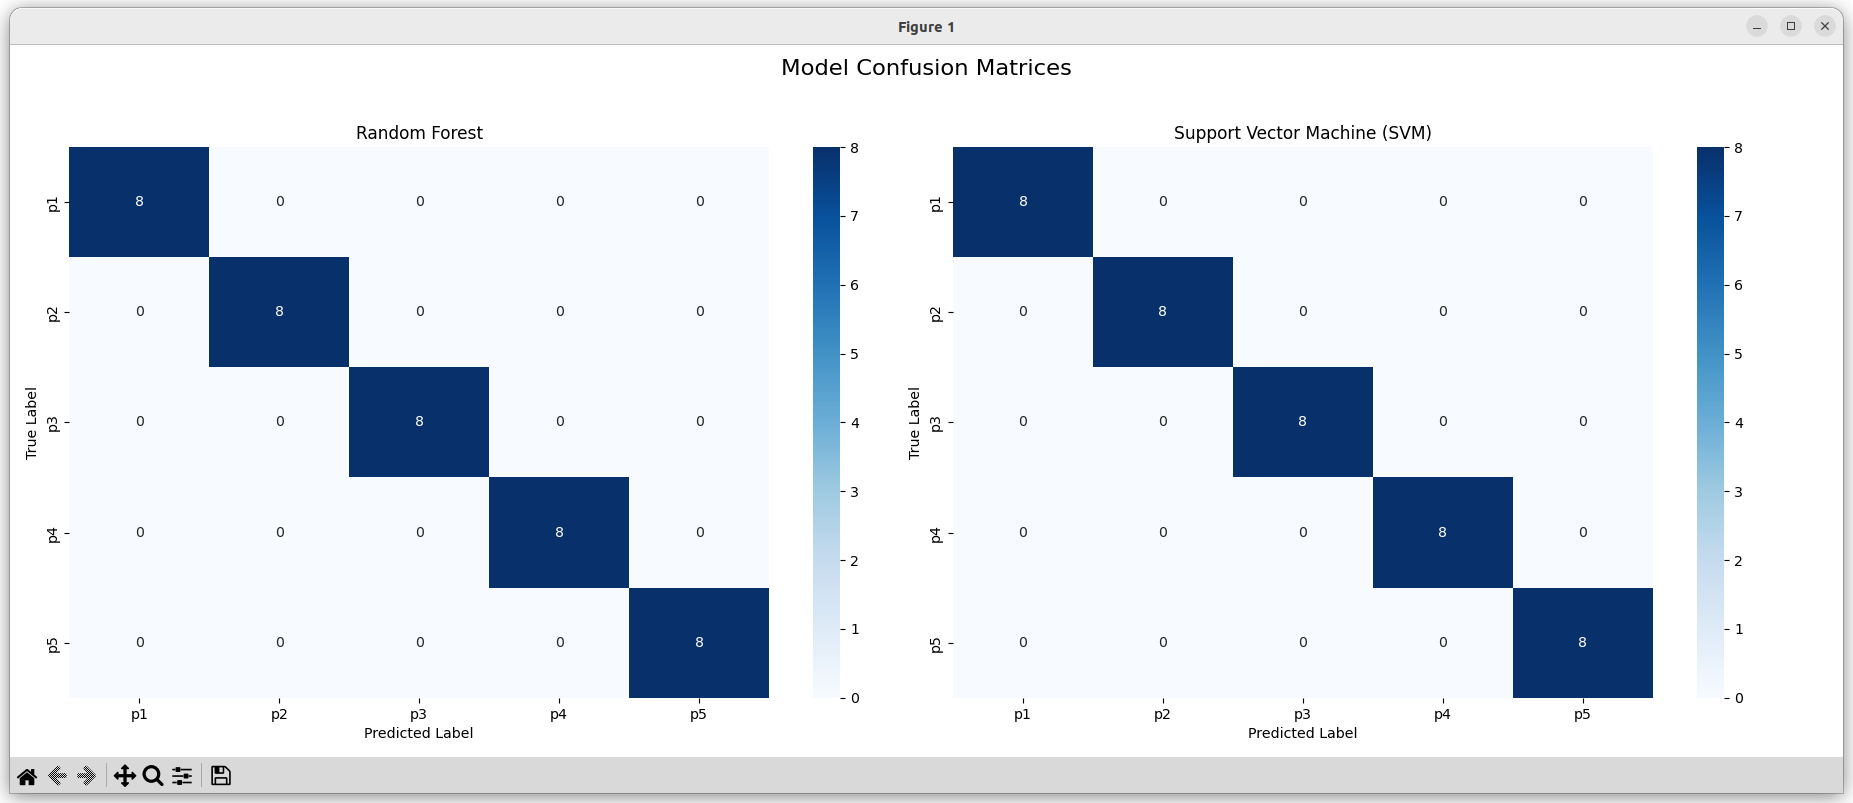 Figure 1
Model Confusion Matrices
Random Forest
True Label
p1 8 0 0 0 0
p2 0 8 0 0 0
p3 0 0 8 0 0
p4 0 0 0 8 0
p5 0 0 0 0 8
p1 p2 p3 p4 p5
Predicted Label
8
7
6
5
4
3
2
1
0
Support Vector Machine (SVM)
True Label
p1 8 0 0 0 0
p2 0 8 0 0 0
p3 0 0 8 0 0
p4 0 0 0 8 0
p5 0 0 0 0 8
p1 p2 p3 p4 p5
Predicted Label
8
7
6
5
4
3
2
1
0